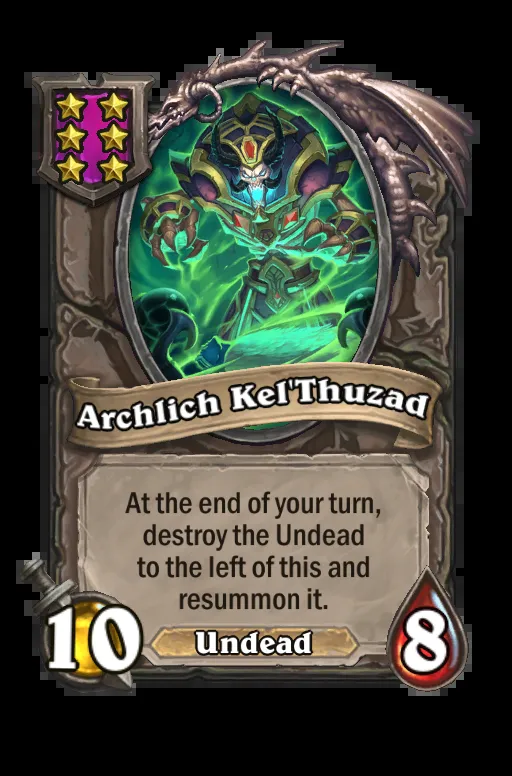 Archlich Kel'Thuzad
At the end of your turn,
destroy the Undead
to the left of this and
resummon it.
10
Undead
8